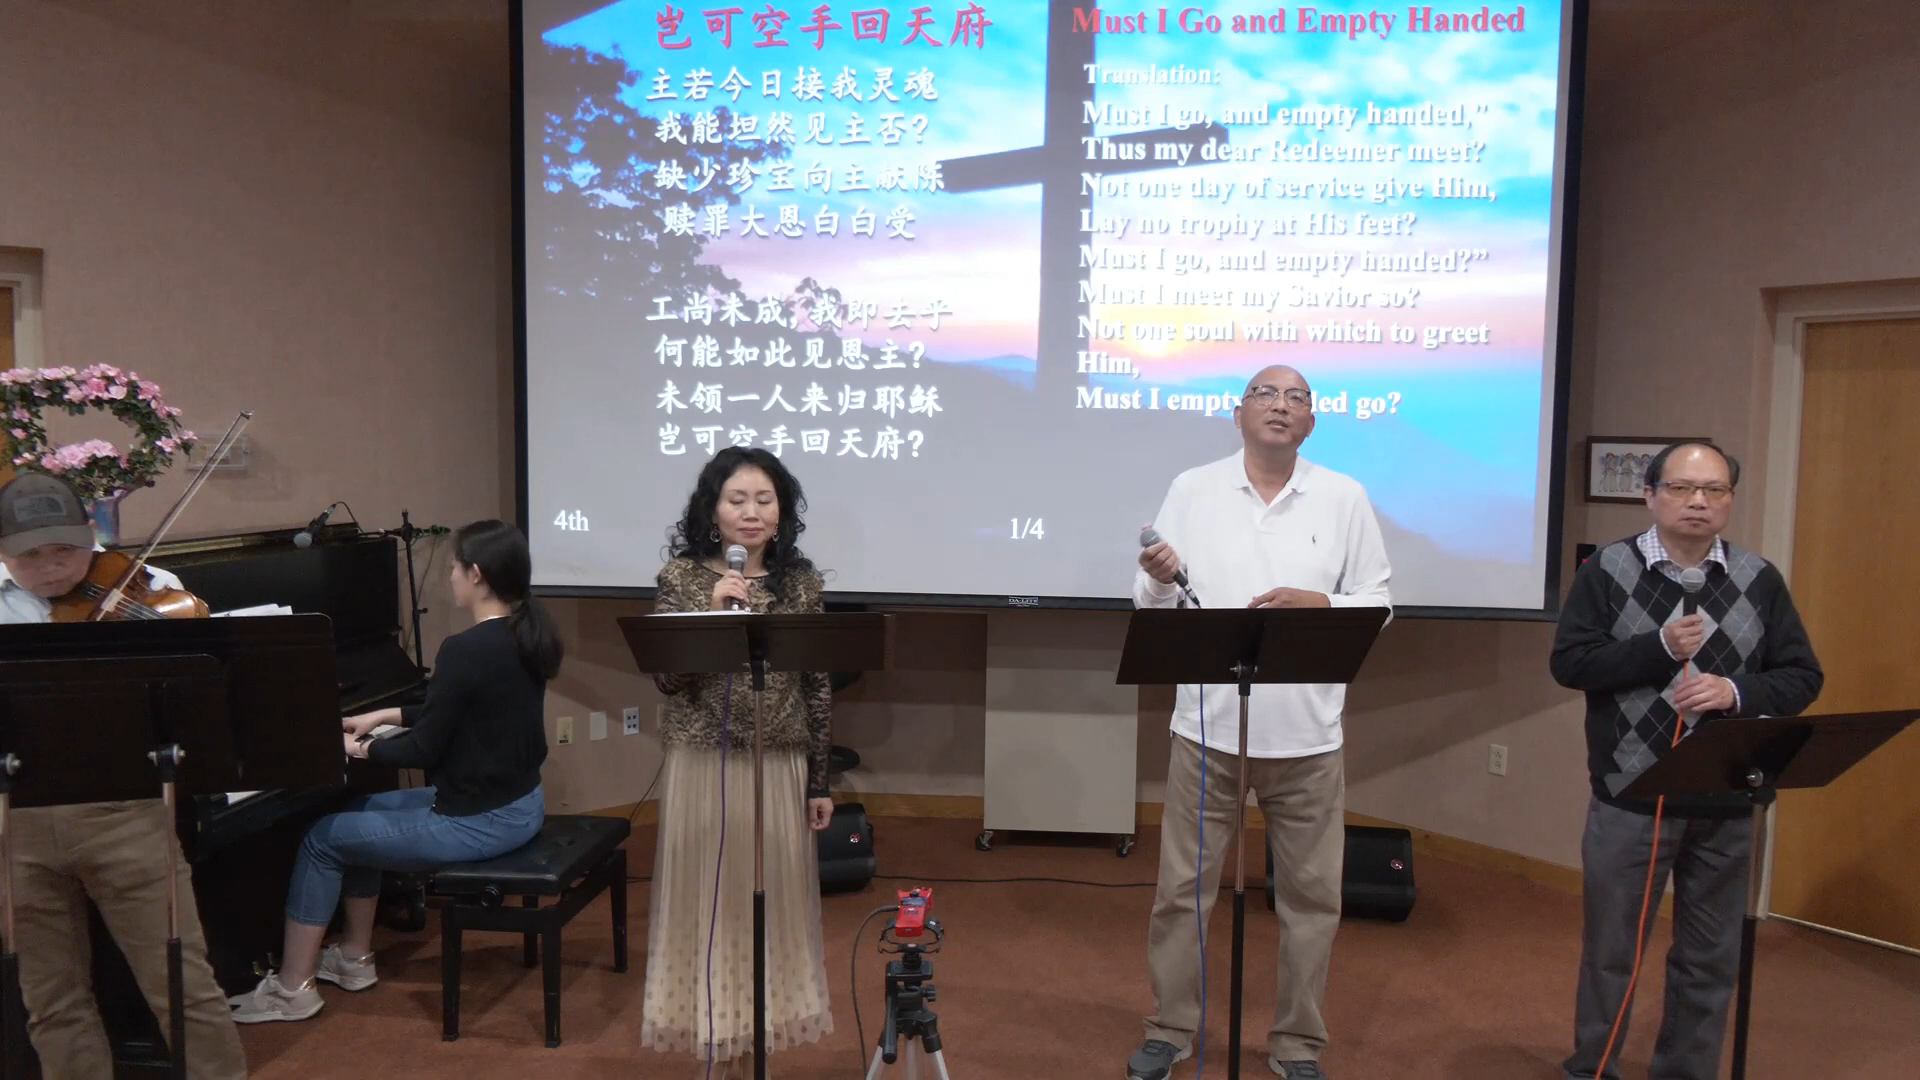 岂可空手回天府
主若今日接我灵魂
我能坦然见主否?
缺少珍宝向主献陈
赎罪大恩白白受
工尚未成, 我即去乎
何能如此见恩主?
未领一人来归耶稣
岂可空手回天府?
4th
1/4
Must I Go and Empty Handed
Translation:
Must I go, and empty handed,”
Thus my dear Redeemer meet?
Not one day of service give Him,
Lay no trophy at His feet?
Must I go, and empty handed?”
Must I meet my Savior so?
Not one soul with which to greet
Him,
Must I empty go?
DA-LITE